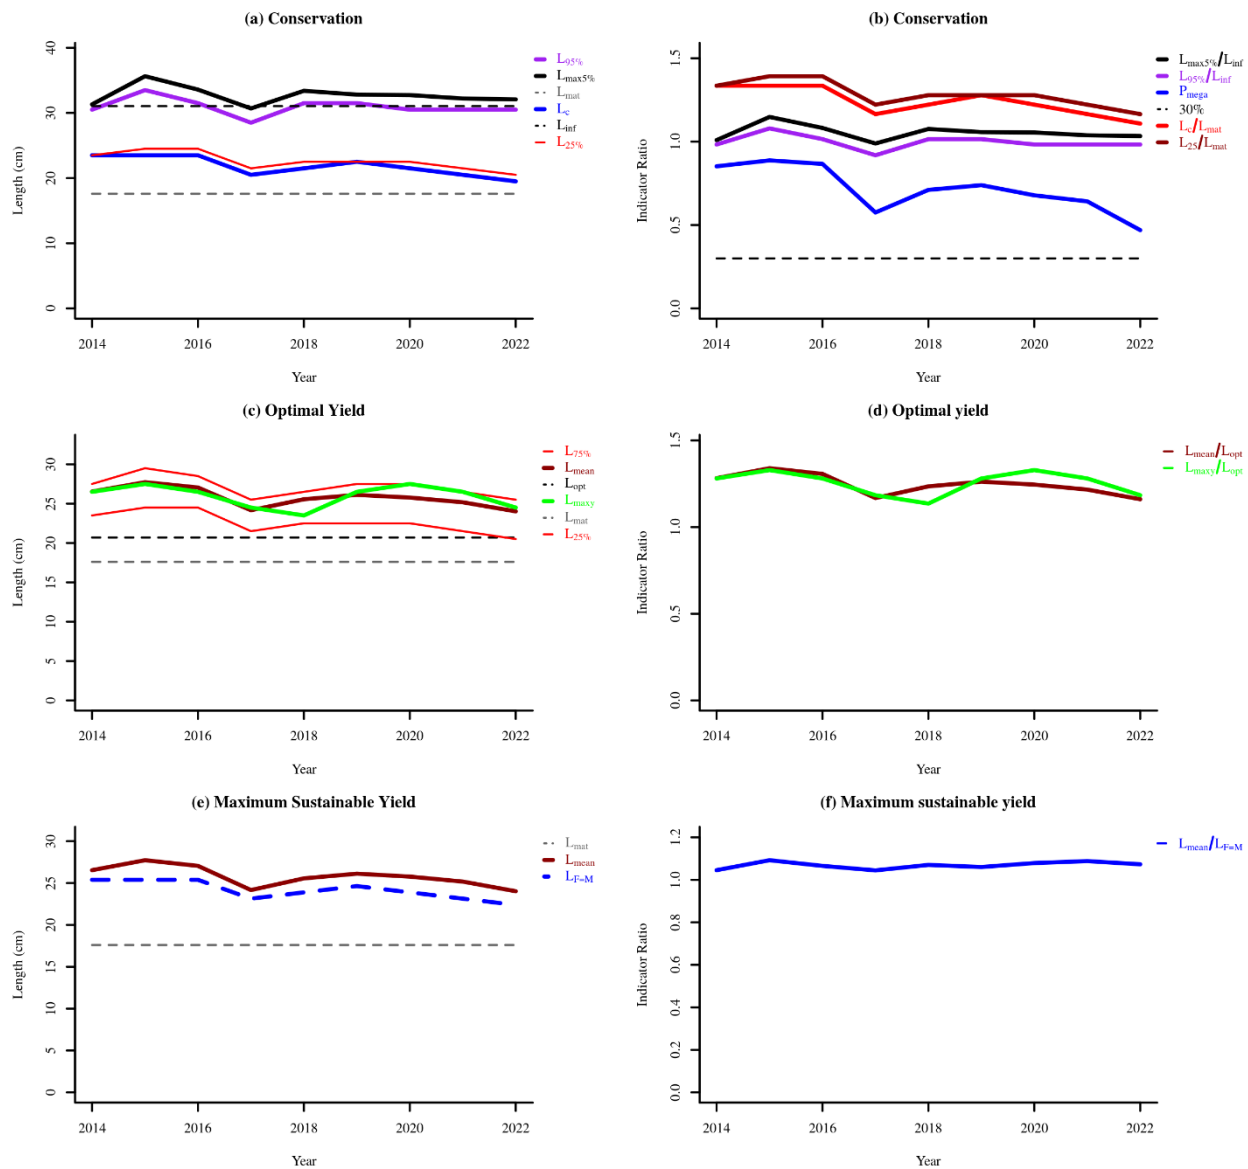 (a) Conservation
Length (cm)
40
30
20
10
0
2014 2016 2018 2020 2022
Year
L95%
Lmax5%
Lmat
Lc
Linf
L25%
(b) Conservation
Indicator Ratio
1.5
1.0
0.5
0.0
2014 2016 2018 2020 2022
Year
Lmax5%/Linf
L95%/Linf
Pmega
30%
Lc/Lmat
L25/Lmat
(c) Optimal Yield
Length (cm)
30
25
20
15
10
5
0
2014 2016 2018 2020 2022
Year
L75%
Lmean
Lopt
Lmaxy
Lmat
L25%
(d) Optimal yield
Indicator Ratio
1.5
1.0
0.5
0.0
2014 2016 2018 2020 2022
Year
Lmean/Lopt
Lmaxy/Lopt
(e) Maximum Sustainable Yield
Length (cm)
30
25
20
15
10
5
0
2014 2016 2018 2020 2022
Year
Lmat
Lmean
LF=M
(f) Maximum sustainable yield
Indicator Ratio
1.2
1.0
0.8
0.6
0.4
0.2
0.0
2014 2016 2018 2020 2022
Year
Lmean/LF=M